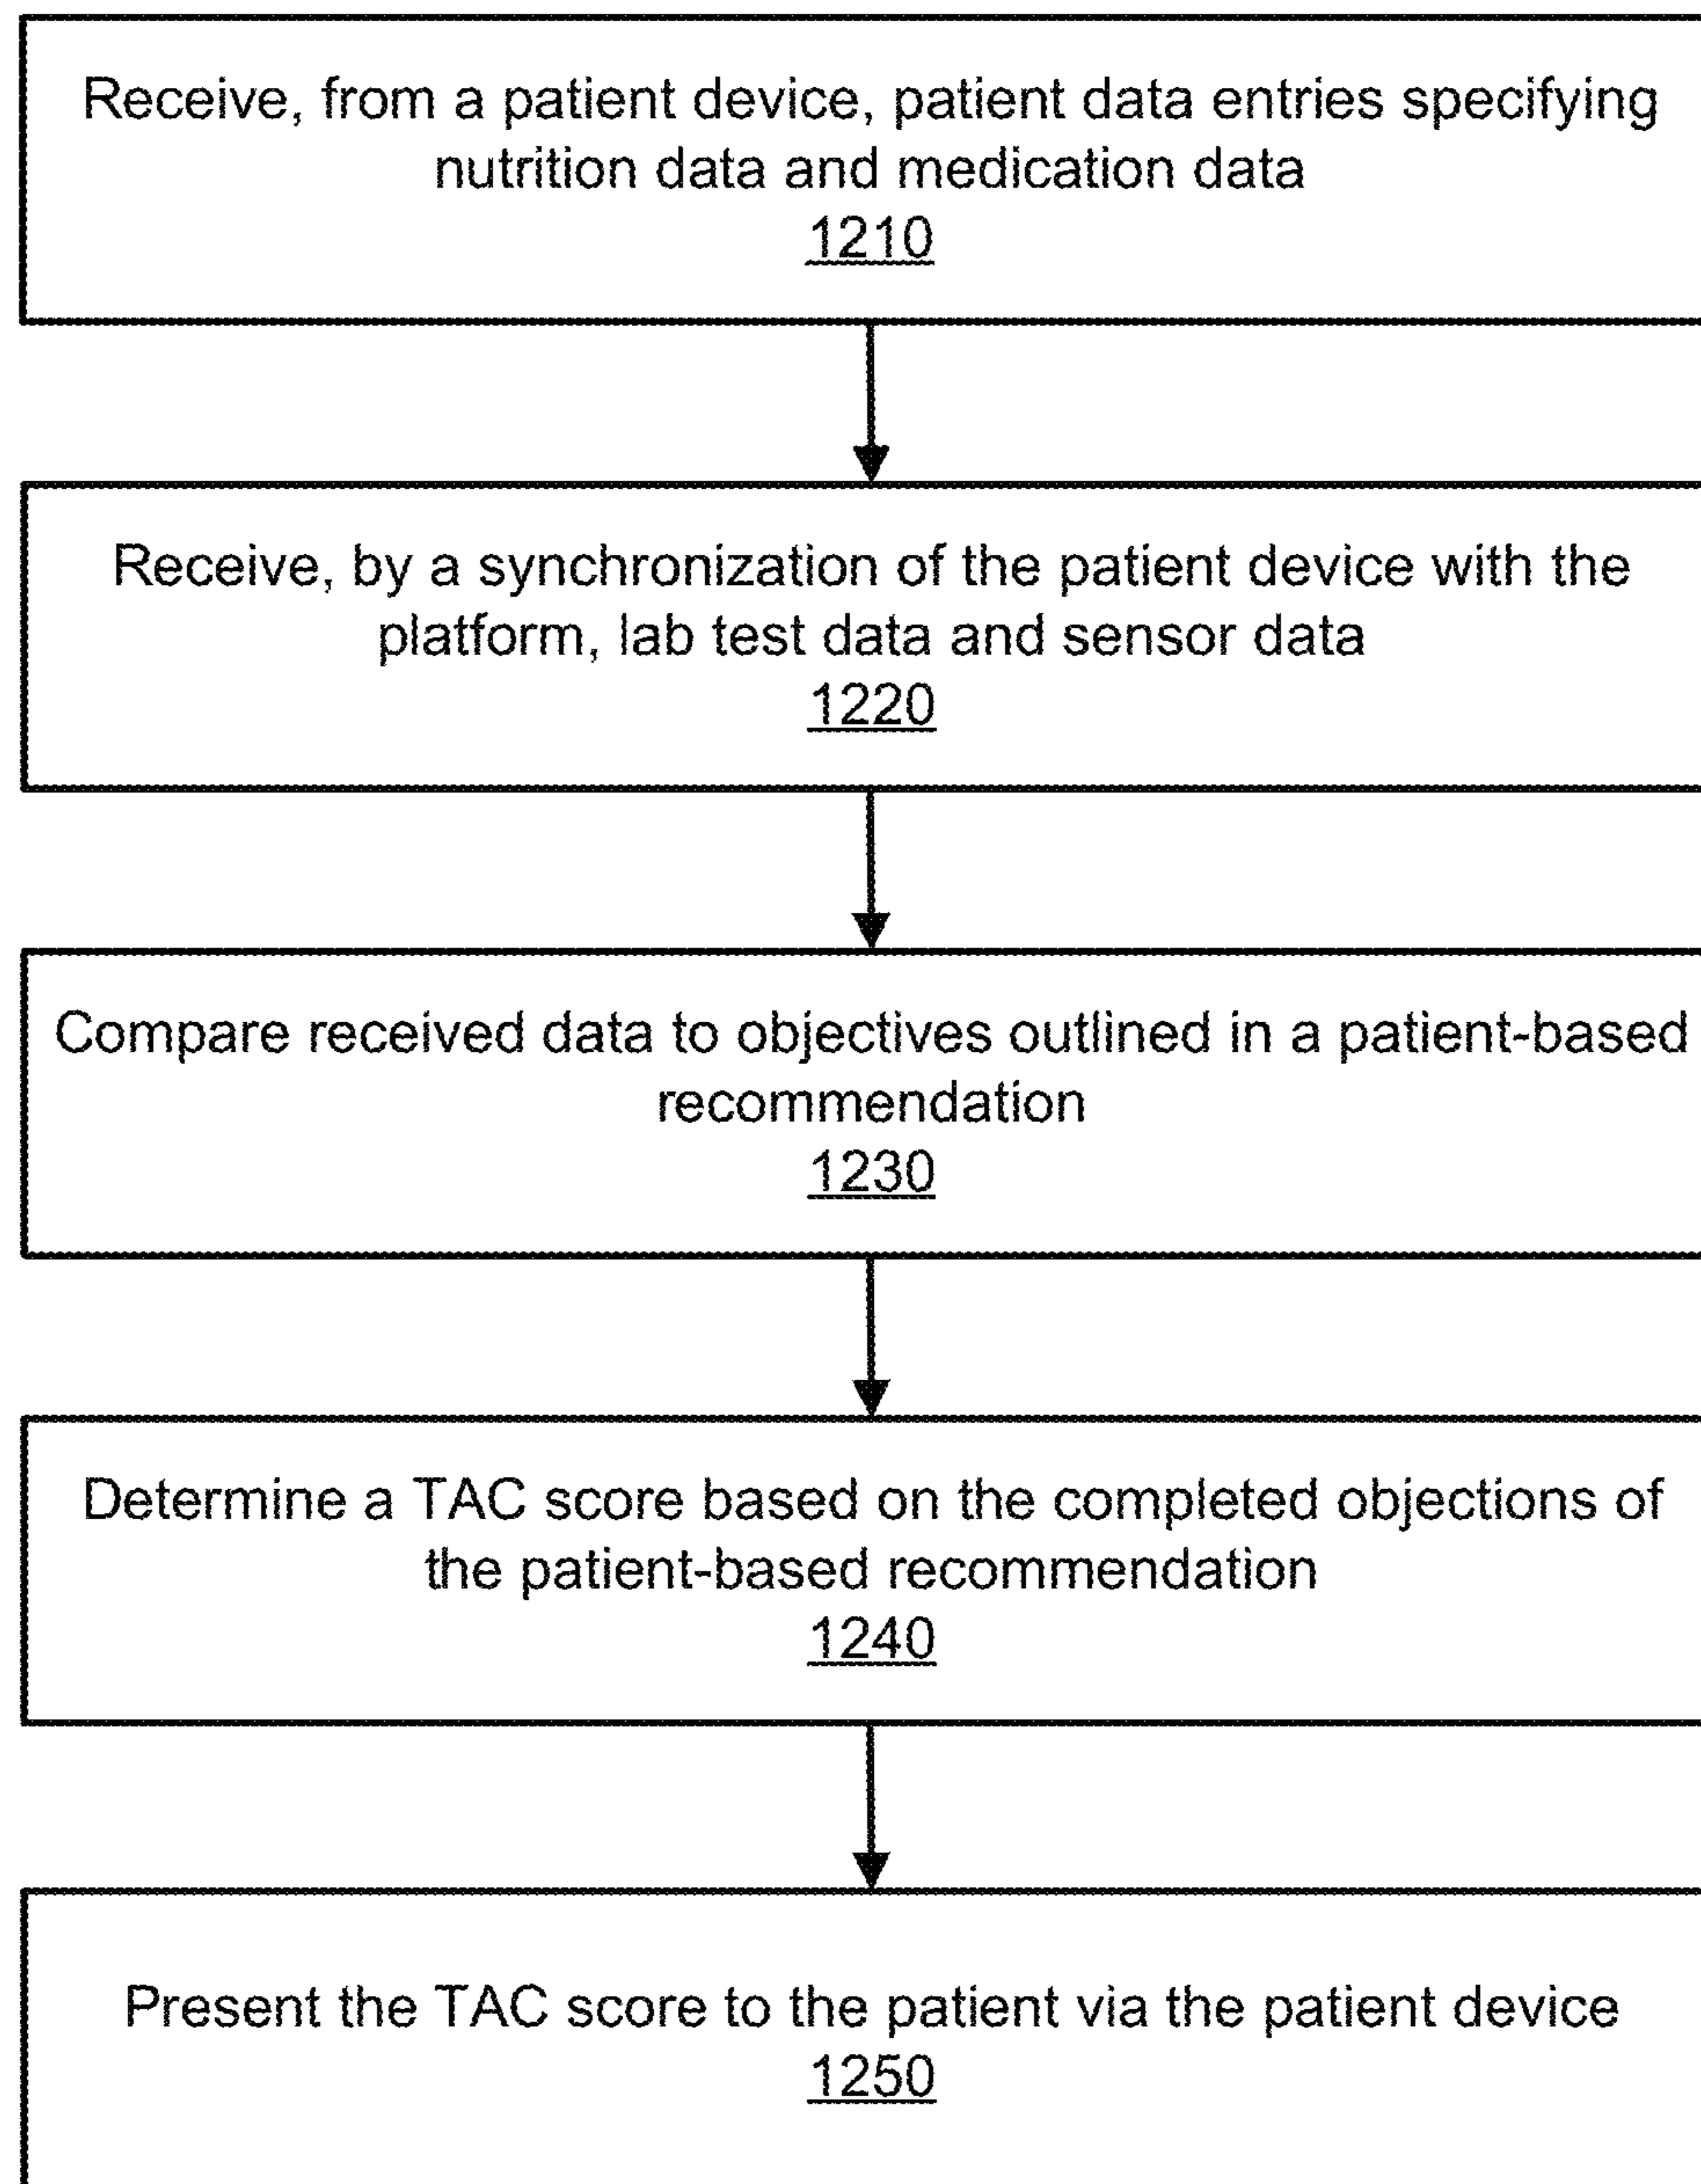 Receive, from a patient device, patient data entries specifying
nutrition data and medication data
1210
Receive, by a synchronization of the patient device with the
platform, lab test data and sensor data
1220
Compare received data to objectives outlined in a patient-based
recommendation
1230
Determine a TAC score based on the completed objections of
the patient-based recommendation
1240
Present the TAC score to the patient via the patient device
1250